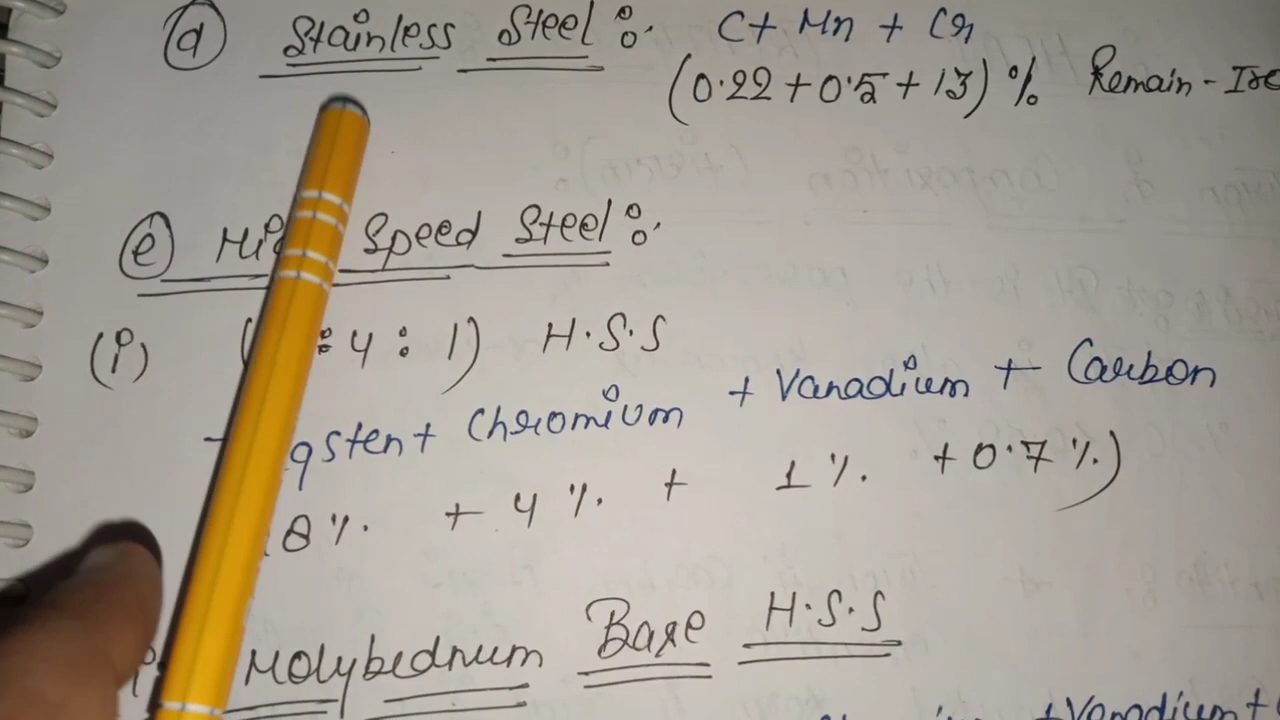 (d) Stainless Steel : C + Mn + Cr
(0.22 + 0.5 + 13) % Remain -
(e) Speed Steel :
(i) : 4 : 1) H.S.S
+ Chromium + Vanadium + Carbon
8 % + 4 % + 1 % + 0.7 %)
Molybednum Base H.S.S
+ Vanadium +